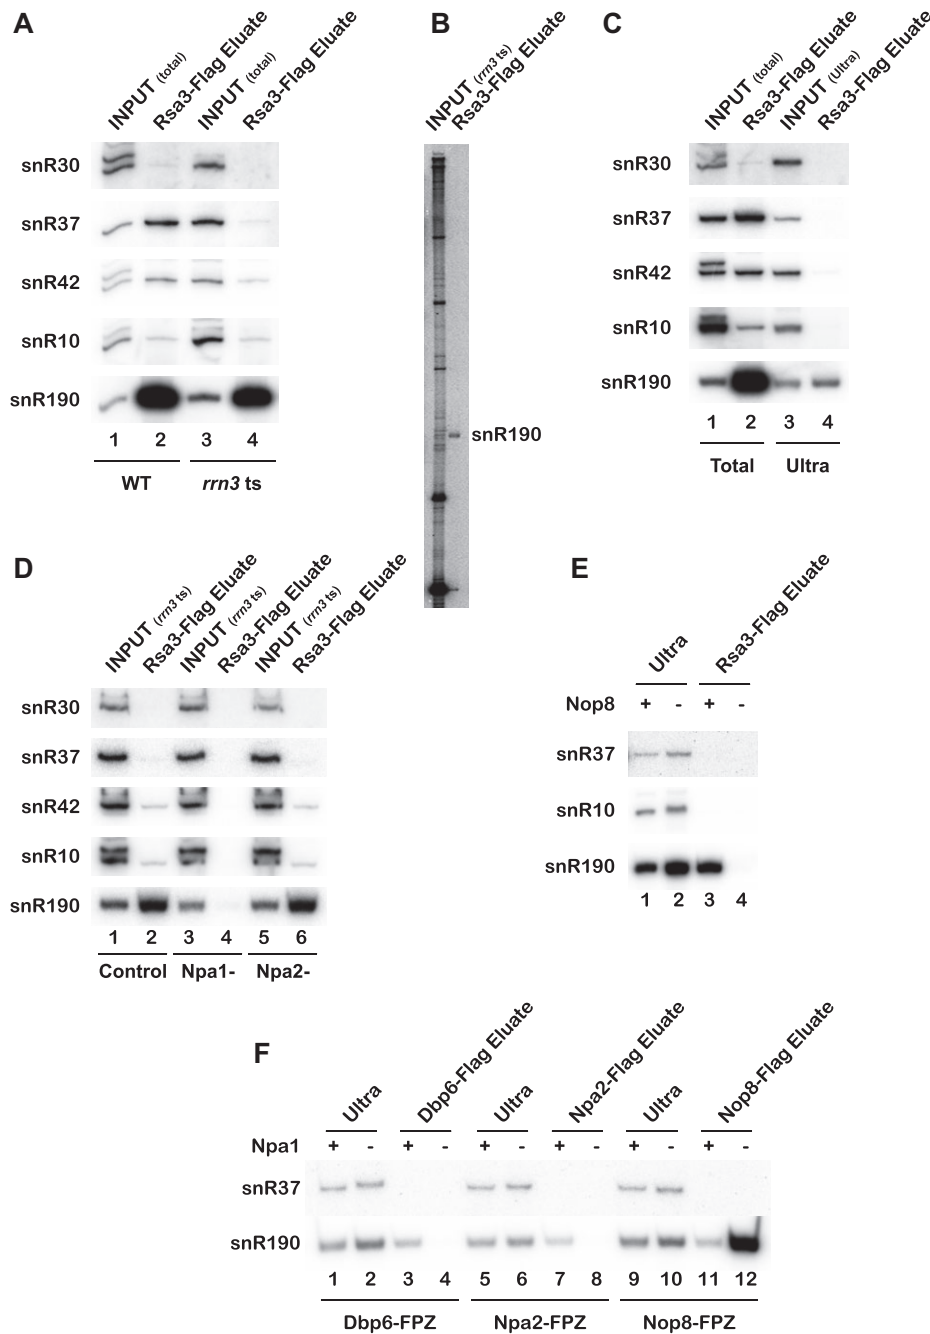 A
INPUT (total)
Rsa3-Flag Eluate
INPUT (total)
Rsa3-Flag Eluate
snR30
snR37
snR42
snR10
snR190
1 2 3 4
WT rrn3 ts
B
INPUT (rrn3 ts)
Rsa3-Flag Eluate
snR190
C
INPUT (total)
Rsa3-Flag Eluate
INPUT (Ultra)
Rsa3-Flag Eluate
snR30
snR37
snR42
snR10
snR190
1 2 3 4
Total Ultra
D
INPUT (rrn3 ts)
Rsa3-Flag Eluate
INPUT (rrn3 ts)
Rsa3-Flag Eluate
INPUT (rrn3 ts)
Rsa3-Flag Eluate
snR30
snR37
snR42
snR10
snR190
1 2 3 4 5 6
Control Npa1- Npa2-
E
Ultra
Rsa3-Flag Eluate
Nop8 + - + -
snR37
snR10
snR190
1 2 3 4
F
Ultra
Dbp6-Flag Eluate
Ultra
Npa2-Flag Eluate
Ultra
Nop8-Flag Eluate
Npa1 + - + - + - + - + - + -
snR37
snR190
1 2 3 4 5 6 7 8 9 10 11 12
Dbp6-FPZ Npa2-FPZ Nop8-FPZ